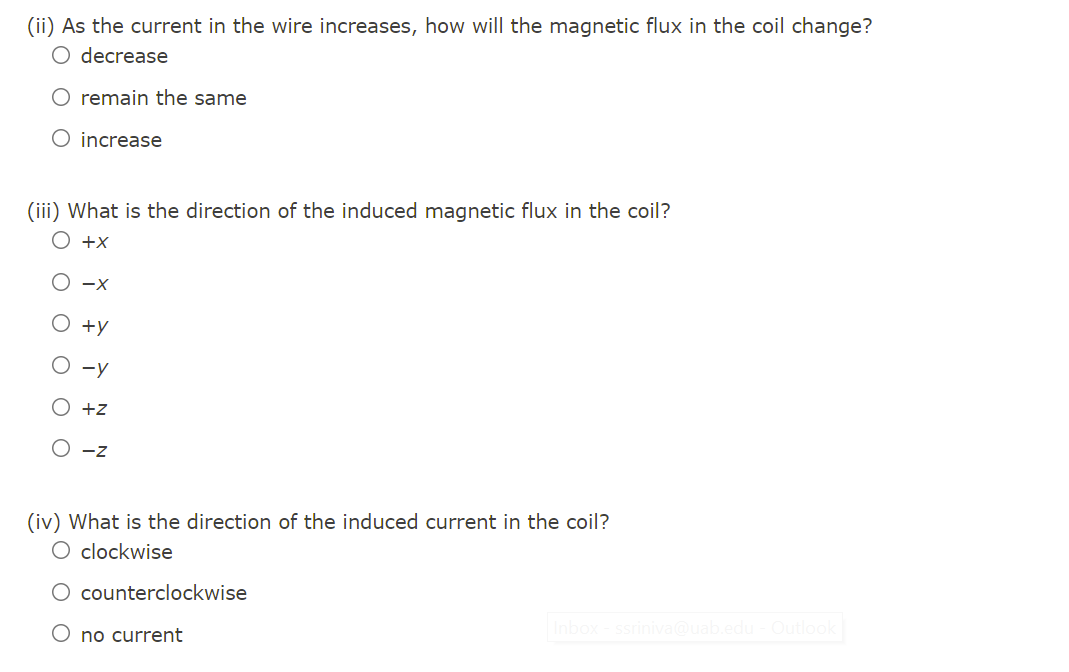 (ii) As the current in the wire increases, how will the magnetic flux in the coil change?
decrease
remain the same
increase
(iii) What is the direction of the induced magnetic flux in the coil?
+x
−x
+y
−y
+z
−z
(iv) What is the direction of the induced current in the coil?
clockwise
counterclockwise
no current
Inbox - ssriniva@uab.edu - Outlook